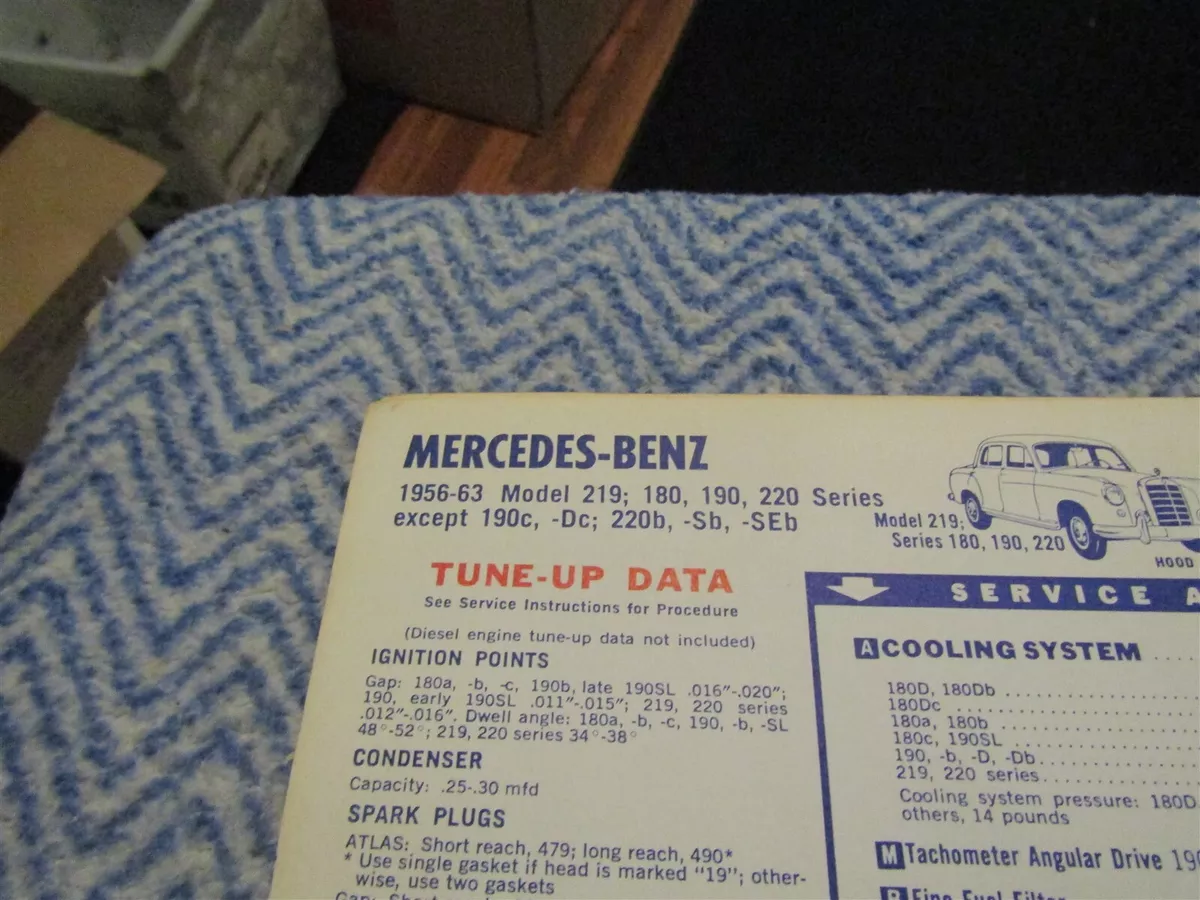 MERCEDES-BENZ
1956-63 Model 219; 180, 190, 220 Series
except 190c, -Dc; 220b, -Sb, -SEb
Model 219;
Series 180, 190, 220
HOOD
TUNE-UP DATA
See Service Instructions for Procedure
(Diesel engine tune-up data not included)
IGNITION POINTS
Gap: 180a, -b, -c, 190b, late 190SL .016″-.020″;
190, early 190SL .011″-.015″; 219, 220 series
.012″-.016″. Dwell angle: 180a, -b, -c, 190, -b, -SL
48°-52°; 219, 220 series 34°-38°
CONDENSER
Capacity: .25-.30 mfd
SPARK PLUGS
ATLAS: Short reach, 479; long reach, 490*
* Use single gasket if head is marked "19"; other-
wise, use two gaskets
SERVICE A
A COOLING SYSTEM ....
180D, 180Db
180Dc
180a, 180b
180c, 190SL
190, -b, -D, -Db
219, 220 series
Cooling system pressure: 180D
others, 14 pounds
M Tachometer Angular Drive 190
Fine Fuel Filter